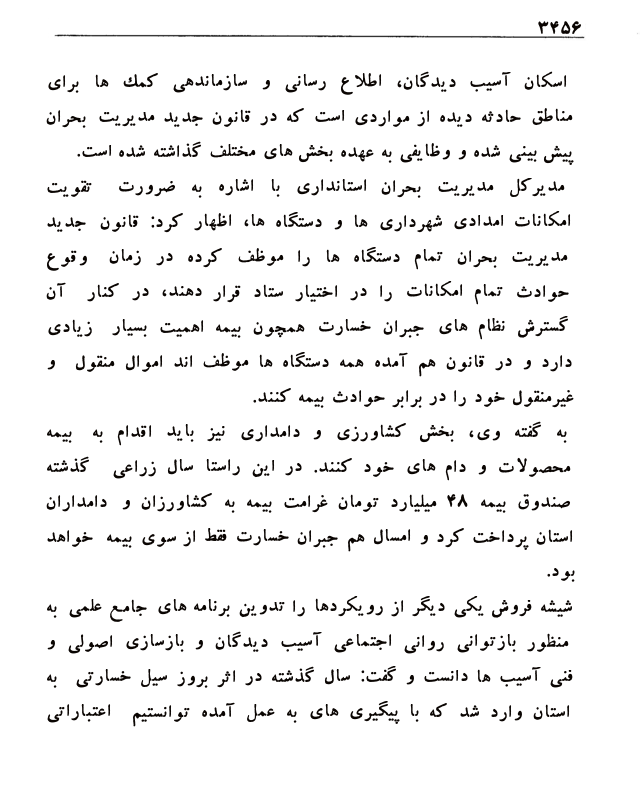 ۳۴۵۶
اسکان آسیب دیدگان، اطلاع رسانی و سازماندهی کمك ها برای
مناطق حادثه دیده از مواردی است که در قانون جدید مدیریت بحران
پیش بینی شده و وظایفی به عهده بخش های مختلف گذاشته شده است.
مدیرکل مدیریت بحران استانداری با اشاره به ضرورت تقویت
امکانات امدادی شهرداری ها و دستگاه ها، اظهار کرد: قانون جدید
مدیریت بحران تمام دستگاه ها را موظف کرده در زمان وقوع
حوادث تمام امکانات را در اختیار ستاد قرار دهند، در کنار آن
گسترش نظام های جبران خسارت همچون بیمه اهمیت بسیار زیادی
دارد و در قانون هم آمده همه دستگاه ها موظف اند اموال منقول و
غیرمنقول خود را در برابر حوادث بیمه کنند.
به گفته وی، بخش کشاورزی و دامداری نیز باید اقدام به بیمه
محصولات و دام های خود کنند. در این راستا سال زراعی گذشته
صندوق بیمه ۴۸ میلیارد تومان غرامت بیمه به کشاورزان و دامداران
استان پرداخت کرد و امسال هم جبران خسارت فقط از سوی بیمه خواهد
بود.
شیشه فروش یکی دیگر از رویکردها را تدوین برنامه های جامع علمی به
منظور بازتوانی روانی اجتماعی آسیب دیدگان و بازسازی اصولی و
فنی آسیب ها دانست و گفت: سال گذشته در اثر بروز سیل خسارتی به
استان وارد شد که با پیگیری های به عمل آمده توانستیم اعتباراتی